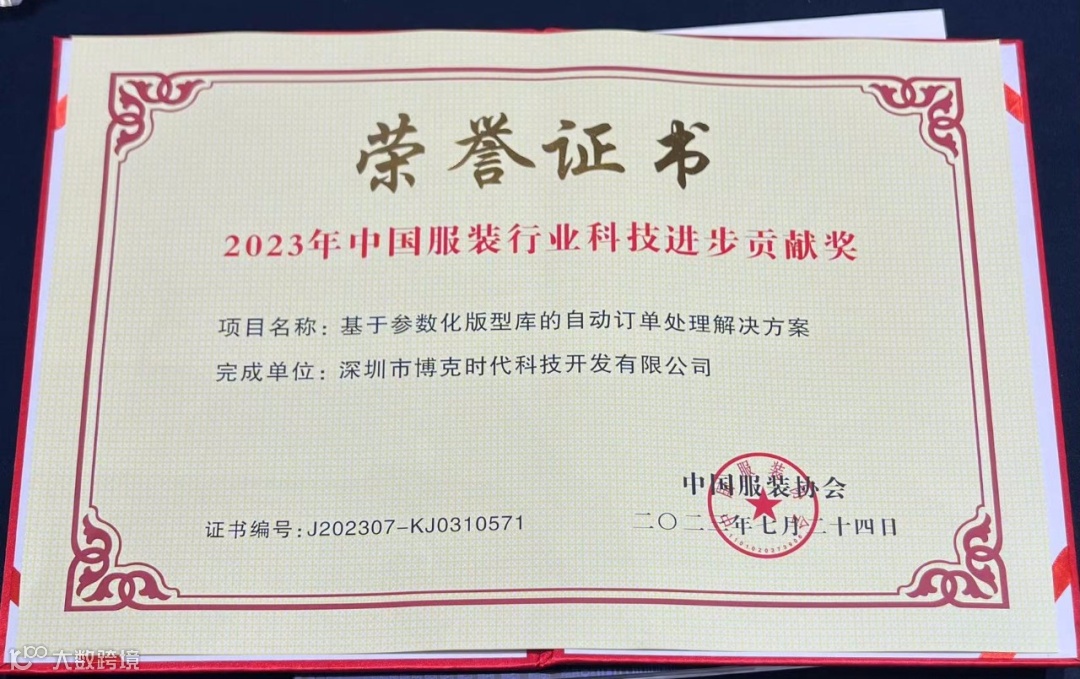 荣誉证书
2023年中国服装行业科技进步贡献奖
项目名称：基于参数化版型库的自动订单处理解决方案
完成单位：深圳市博克时代科技开发有限公司
中国服装协会
证书编号：J202307-KJ0310571
二〇二三年七月二十四日
大数跨境